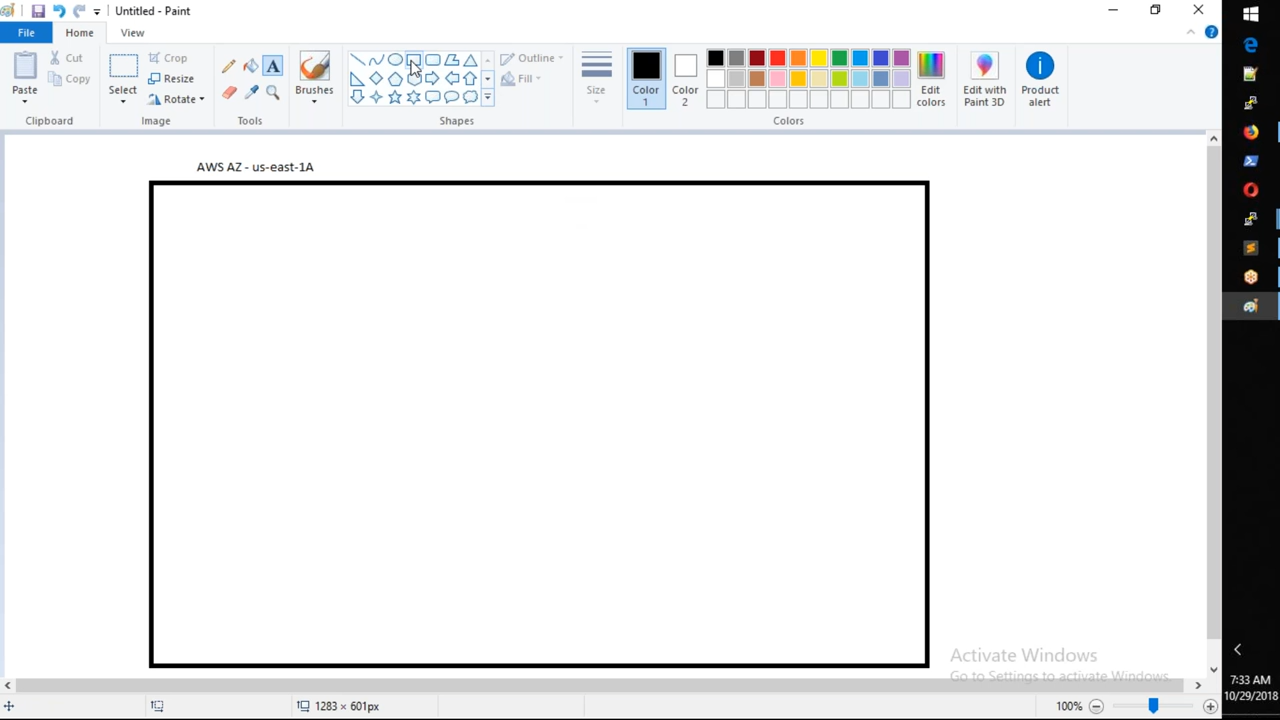 Untitled - Paint
File Home View
Paste
Cut
Copy
Clipboard
Select
Crop
Resize
Rotate
Image
A
Tools
Brushes
Shapes
Outline
Fill
Size
Color 1
Color 2
Edit colors
Colors
Edit with Paint 3D
Product alert
AWS AZ - us-east-1A
Activate Windows
Go to Settings to activate Windows.
1283 × 601px
100%
7:33 AM
10/29/2018